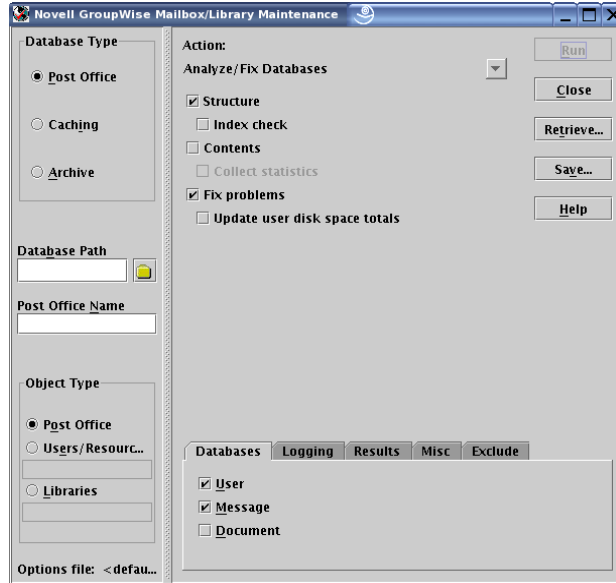 Novell GroupWise Mailbox/Library Maintenance
Database Type
Post Office
Caching
Archive
Database Path
Post Office Name
Object Type
Post Office
Users/Resourc...
Libraries
Options file: <defau...
Action:
Analyze/Fix Databases
Structure
Index check
Contents
Collect statistics
Fix problems
Update user disk space totals
Run
Close
Retrieve...
Save...
Help
Databases Logging Results Misc Exclude
User
Message
Document